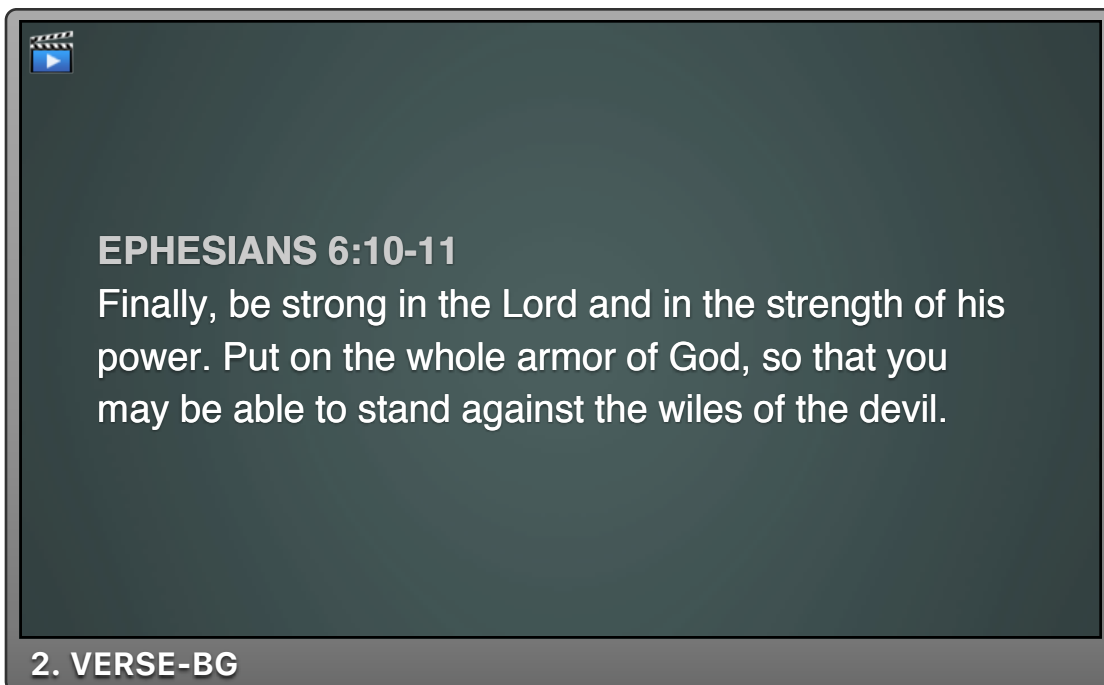 EPHESIANS 6:10-11
Finally, be strong in the Lord and in the strength of his
power. Put on the whole armor of God, so that you
may be able to stand against the wiles of the devil.
2. VERSE-BG